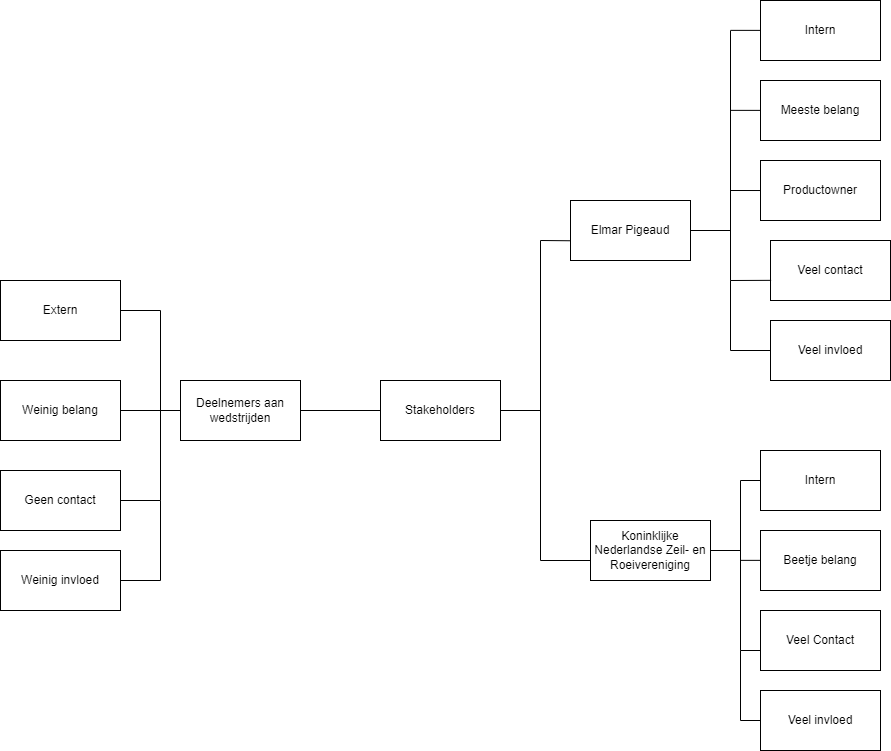 Intern
Meeste belang
Productowner
Elmar Pigeaud
Veel contact
Veel invloed
Extern
Weinig belang
Deelnemers aan
wedstrijden
Stakeholders
Geen contact
Weinig invloed
Intern
Koninklijke
Nederlandse Zeil- en
Roeivereniging
Beetje belang
Veel Contact
Veel invloed